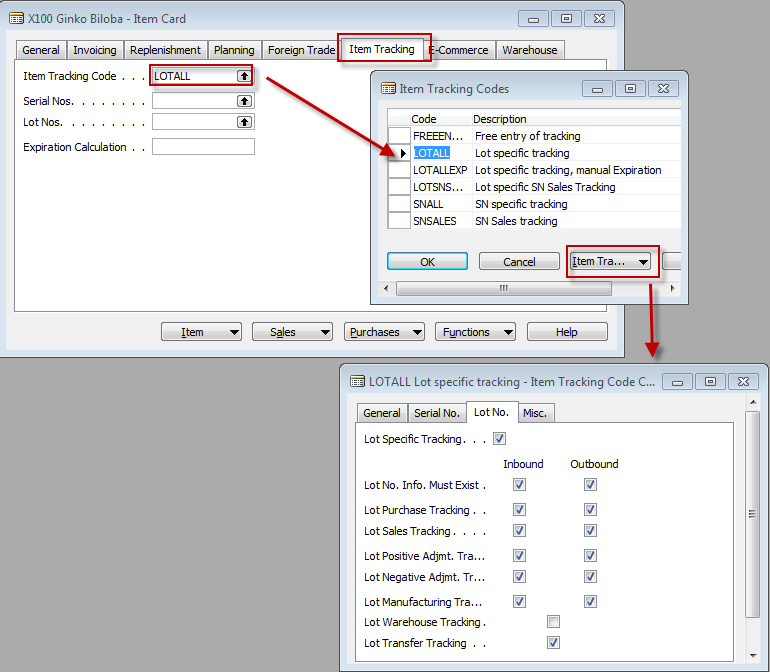 X100 Ginko Biloba - Item Card
General Invoicing Replenishment Planning Foreign Trade Item Tracking E-Commerce Warehouse
Item Tracking Code . . . LOTALL
Serial Nos. . . . . . . . .
Lot Nos. . . . . . . . . .
Expiration Calculation . .
Item Sales Purchases Functions Help
Item Tracking Codes
Code Description
FREEEN... Free entry of tracking
LOTALL Lot specific tracking
LOTALLEXP Lot specific tracking, manual Expiration
LOTSNS... Lot specific SN Sales Tracking
SNALL SN specific tracking
SNSALES SN Sales tracking
OK Cancel Item Tra...
LOTALL Lot specific tracking - Item Tracking Code C...
General Serial No. Lot No. Misc.
Lot Specific Tracking. . . .
Inbound Outbound
Lot No. Info. Must Exist .
Lot Purchase Tracking . .
Lot Sales Tracking . . . .
Lot Positive Adjmt. Tra...
Lot Negative Adjmt. Tra...
Lot Manufacturing Tra...
Lot Warehouse Tracking .
Lot Transfer Tracking . .